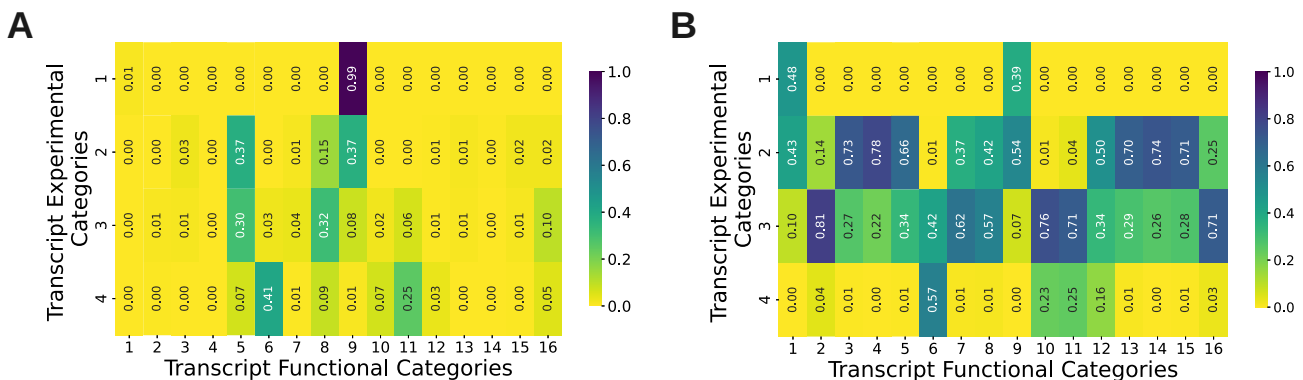 A
Transcript Experimental
Categories
1
0.01 0.00 0.00 0.00 0.00 0.00 0.00 0.00 0.99 0.00 0.00 0.00 0.00 0.00 0.00 0.00
2
0.00 0.00 0.03 0.00 0.37 0.00 0.01 0.15 0.37 0.00 0.00 0.00 0.01 0.00 0.02 0.02
3
0.00 0.01 0.01 0.00 0.30 0.03 0.04 0.32 0.08 0.02 0.06 0.01 0.01 0.00 0.01 0.10
4
0.00 0.00 0.00 0.00 0.07 0.41 0.01 0.09 0.01 0.07 0.25 0.03 0.00 0.00 0.00 0.05
1 2 3 4 5 6 7 8 9 10 11 12 13 14 15 16
Transcript Functional Categories
1.0
0.8
0.6
0.4
0.2
0.0
B
Transcript Experimental
Categories
1
0.48 0.00 0.00 0.00 0.00 0.00 0.00 0.00 0.39 0.00 0.00 0.00 0.00 0.00 0.00 0.00
2
0.43 0.14 0.73 0.78 0.66 0.01 0.37 0.42 0.54 0.01 0.04 0.50 0.70 0.74 0.71 0.25
3
0.10 0.81 0.27 0.22 0.34 0.42 0.62 0.57 0.07 0.76 0.71 0.34 0.29 0.26 0.28 0.71
4
0.00 0.04 0.01 0.00 0.01 0.57 0.01 0.01 0.00 0.23 0.25 0.16 0.01 0.00 0.01 0.03
1 2 3 4 5 6 7 8 9 10 11 12 13 14 15 16
Transcript Functional Categories
1.0
0.8
0.6
0.4
0.2
0.0